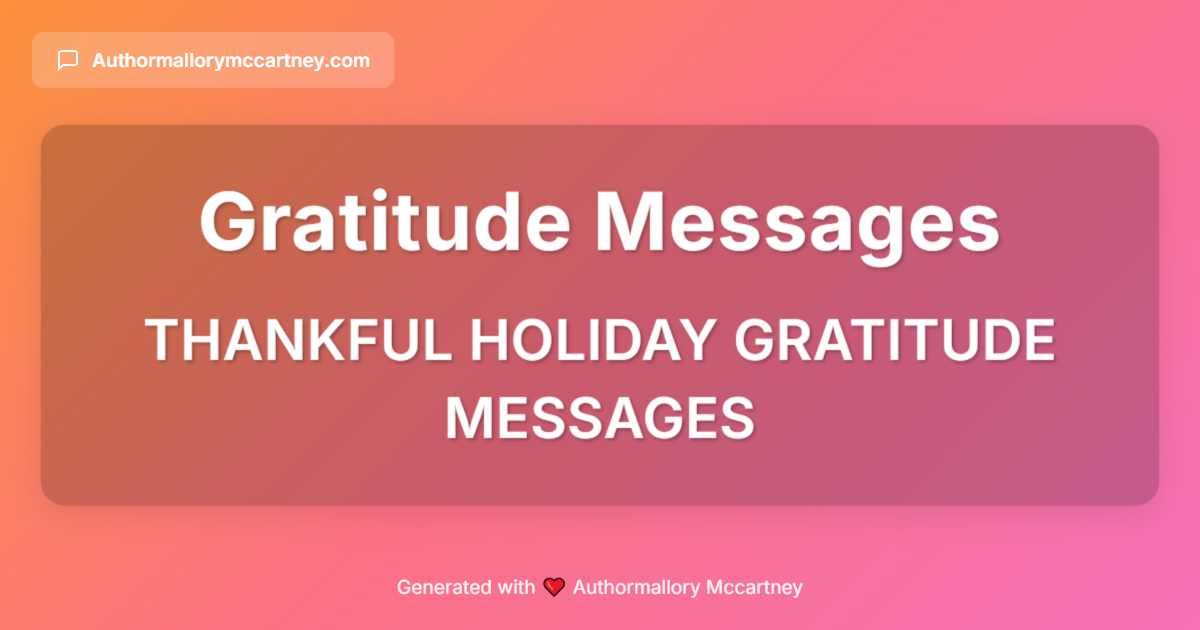 Authormallorymccartney.com
Gratitude Messages
THANKFUL HOLIDAY GRATITUDE
MESSAGES
Generated with ❤️ Authormallory Mccartney